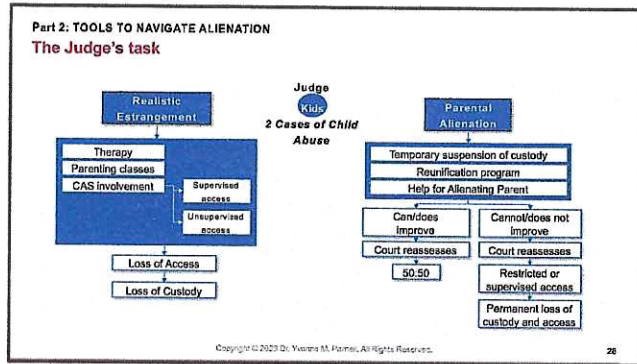 Part 2: TOOLS TO NAVIGATE ALIENATION
The Judge's task
Judge
Kids
2 Cases of Child
Abuse
Realistic
Estrangement
Therapy
Parenting classes
CAS involvement
Supervised
access
Unsupervised
access
Loss of Access
Loss of Custody
Parental
Alienation
Temporary suspension of custody
Reunification program
Help for Alienating Parent
Can/does
improve
Court reassesses
50:50
Cannot/does not
improve
Court reassesses
Restricted or
supervised access
Permanent loss of
custody and access
Copyright © 2023 Dr. Yvonne M. All Rights Reserved.
28